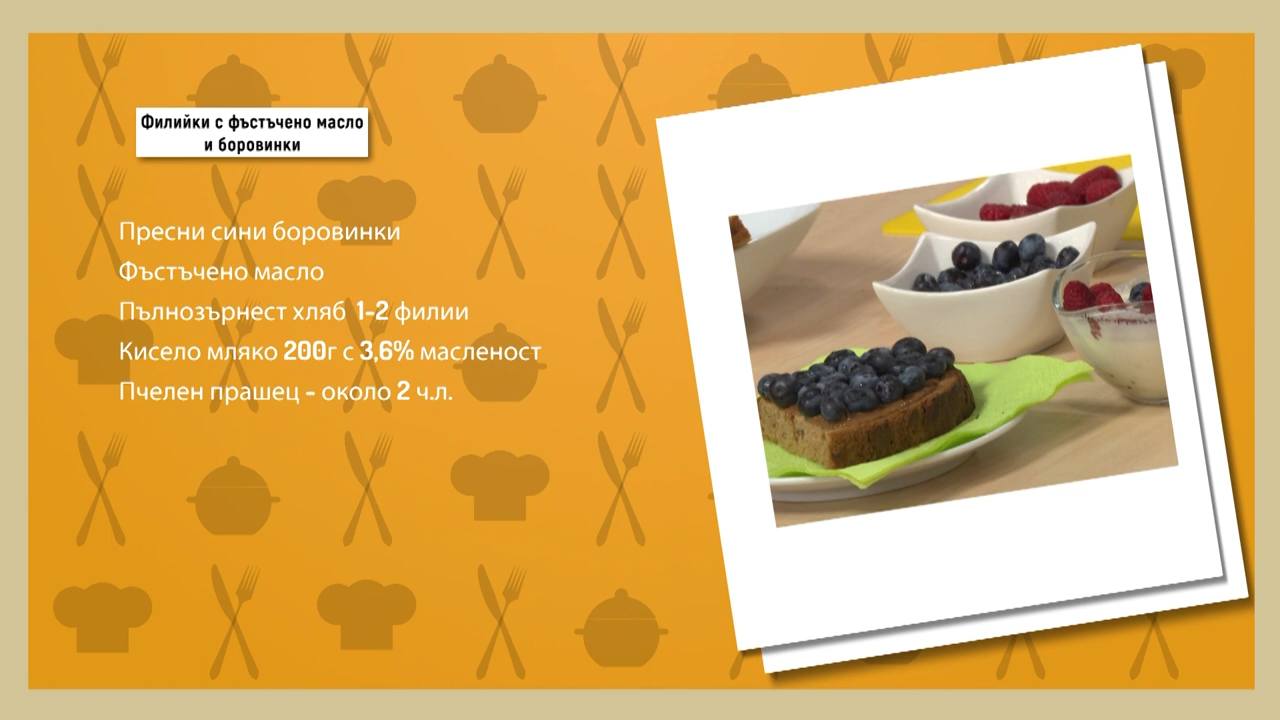 Филийки с фъстъчено масло
и боровинки
Пресни сини боровинки
Фъстъчено масло
Пълнозърнест хляб 1-2 филии
Кисело мляко 200г с 3,6% масленост
Пчелен прашец - около 2 ч.л.